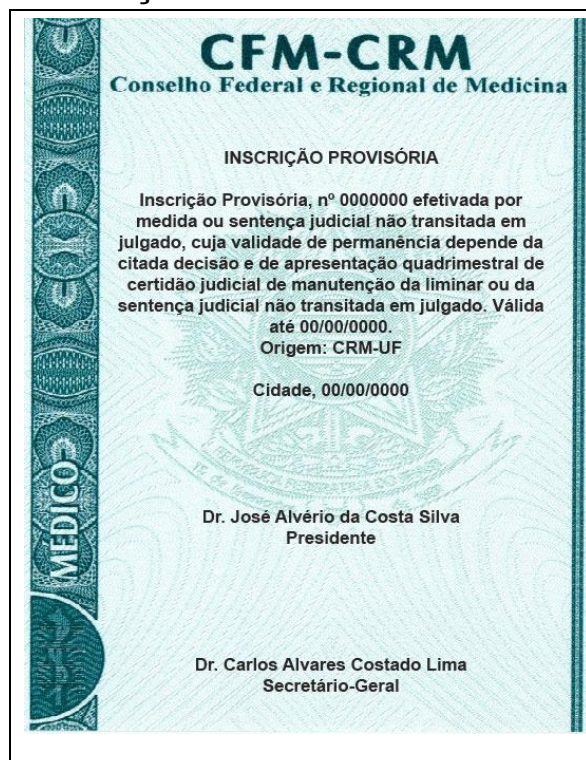 CFM-CRM
Conselho Federal e Regional de Medicina
INSCRIÇÃO PROVISÓRIA
Inscrição Provisória, nº 0000000 efetivada por
medida ou sentença judicial não transitada em
julgado, cuja validade de permanência depende da
citada decisão e de apresentação quadrimestral de
certidão judicial de manutenção da liminar ou da
sentença judicial não transitada em julgado. Válida
até 00/00/0000.
Origem: CRM-UF
Cidade, 00/00/0000
MÉDICO
Dr. José Alvério da Costa Silva
Presidente
Dr. Carlos Alvares Costado Lima
Secretário-Geral